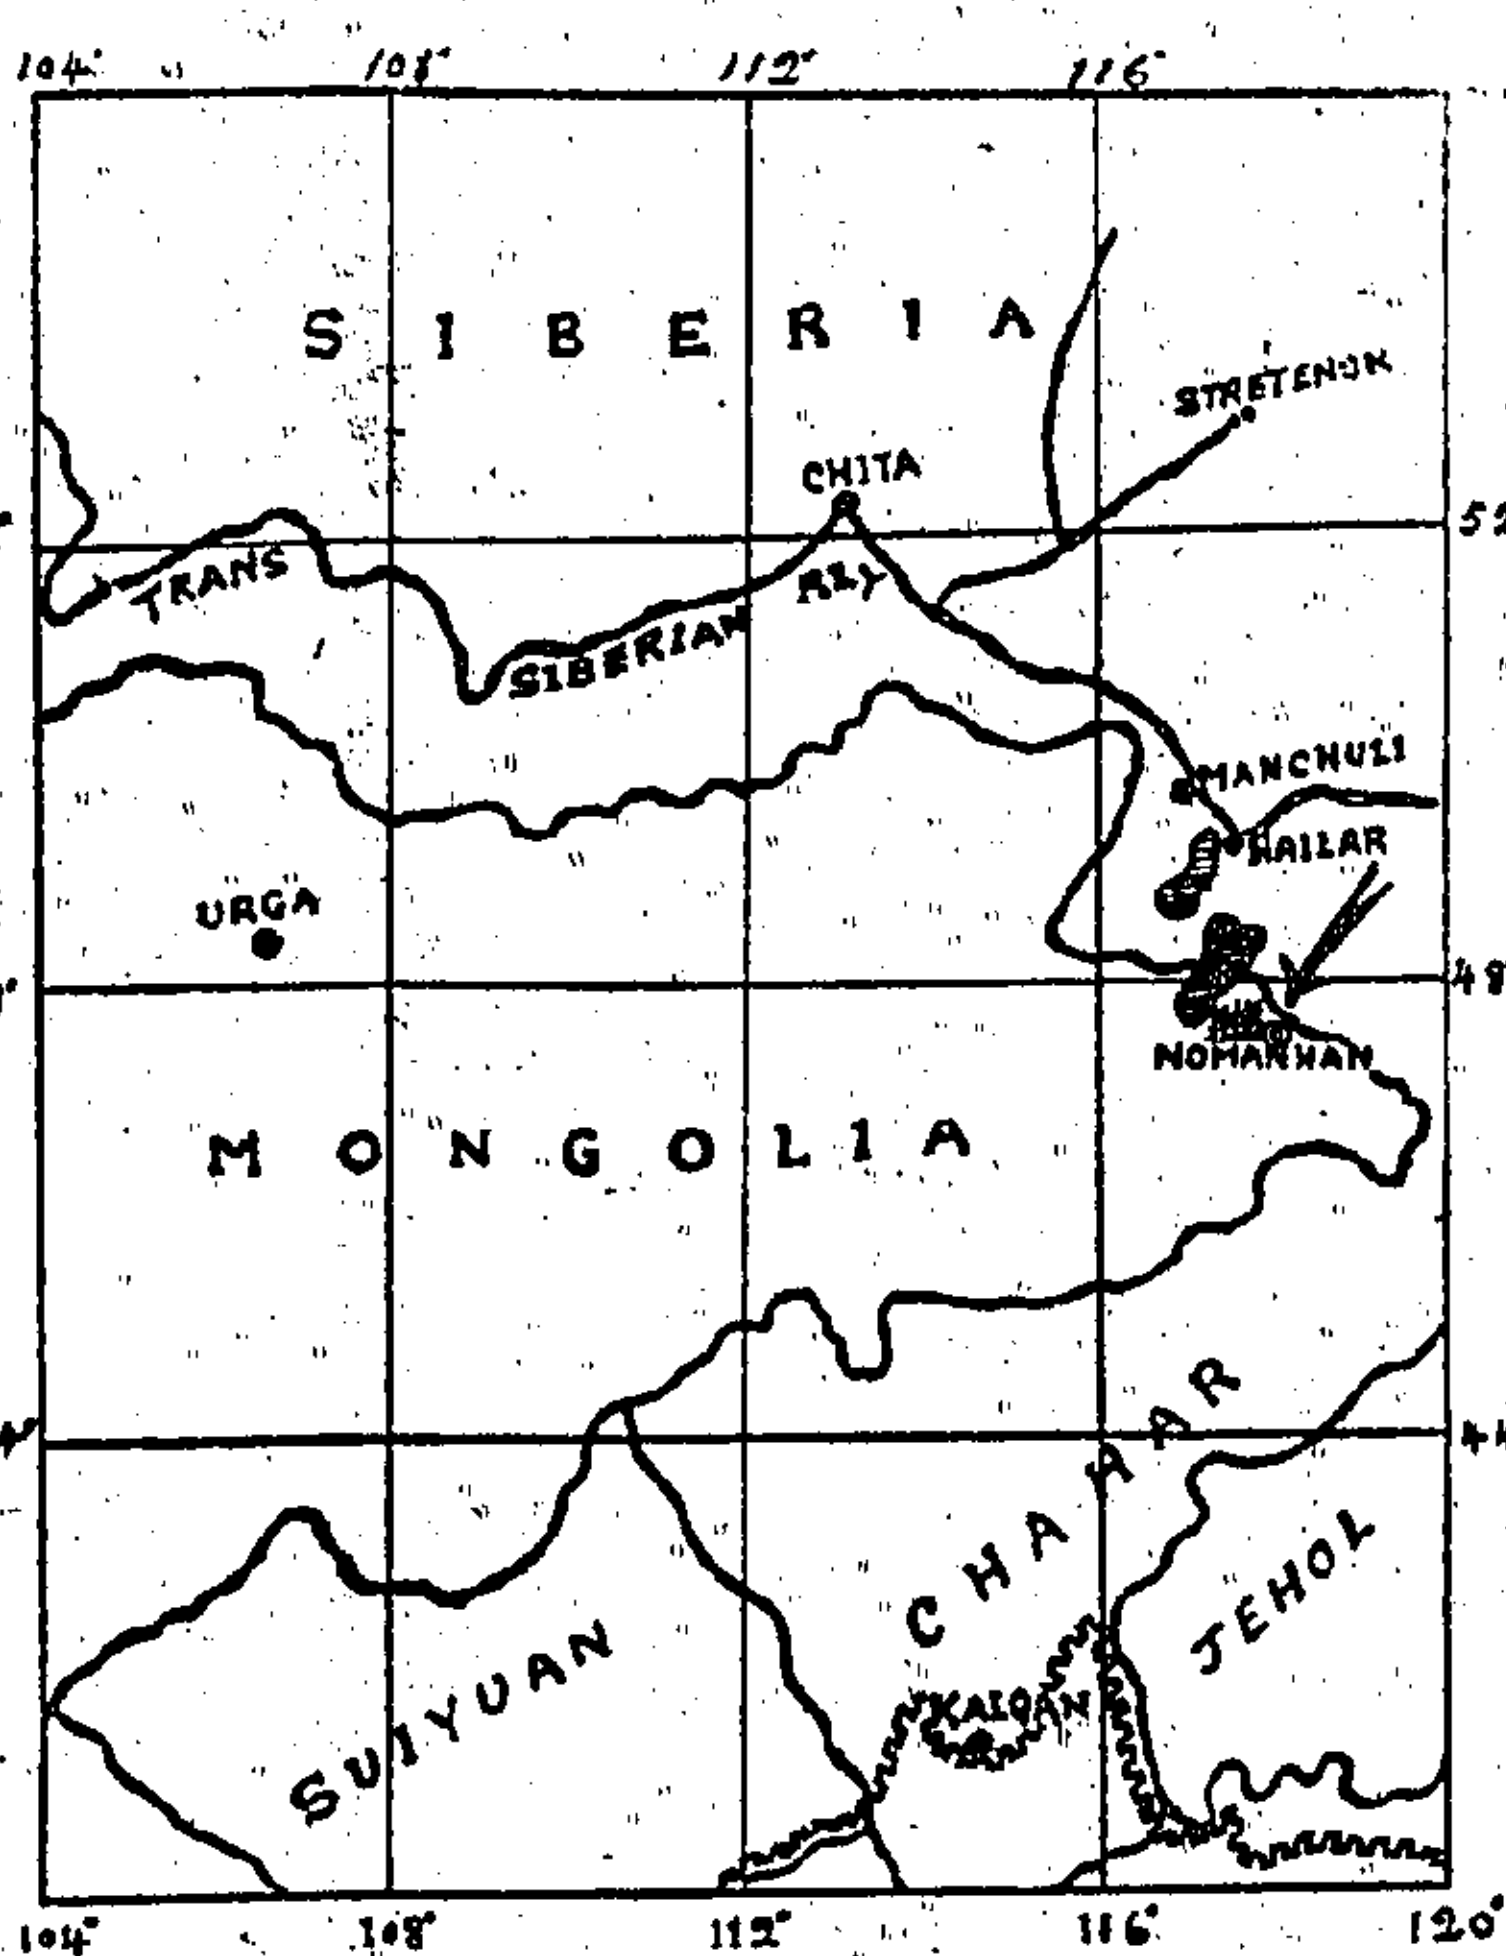 104° 108° 112° 116°
SIBERIA
STRETENSK
CHITA
52
TRANS SIBERIAN RLY
MANCHULI
HAILAR
URGA
48°
NOMANHAN
MONGOLIA
44
CHAHAR
JEHOL
SUIYUAN
KALGAN
104° 108° 112° 116° 120°